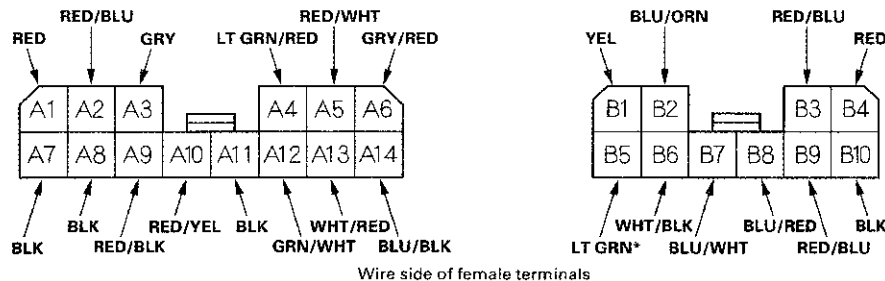 RED/BLU RED/WHT BLU/ORN RED/BLU
RED GRY LT GRN/RED GRY/RED YEL RED
A1 A2 A3 A4 A5 A6 B1 B2 B3 B4
A7 A8 A9 A10 A11 A12 A13 A14 B5 B6 B7 B8 B9 B10
BLK RED/YEL BLK WHT/RED WHT/BLK BLU/RED BLK
BLK RED/BLK GRN/WHT BLU/BLK LT GRN* BLU/WHT RED/BLU
Wire side of female terminals